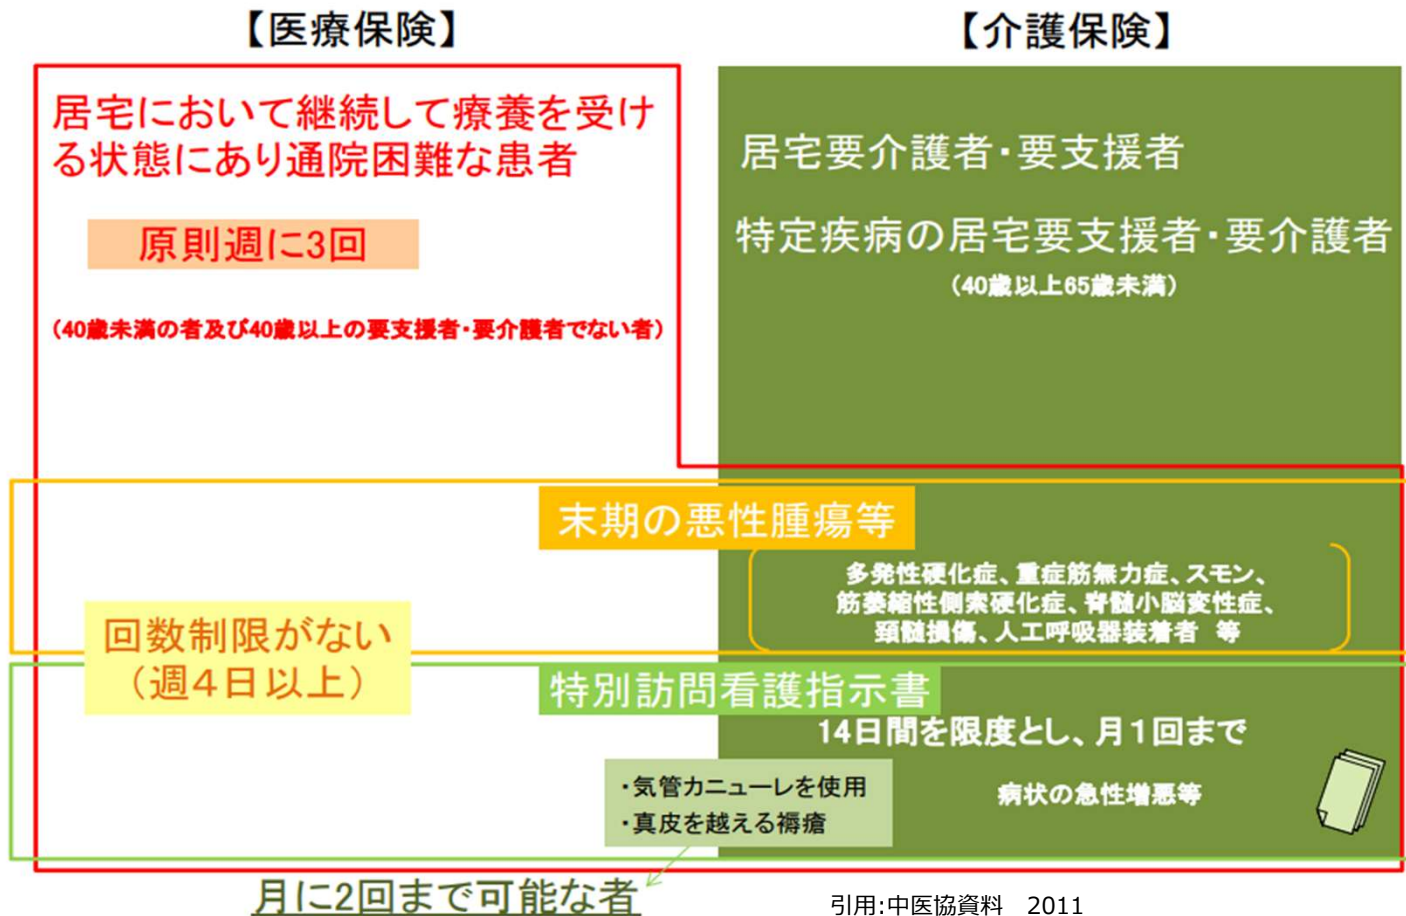 【医療保険】
【介護保険】
居宅において継続して療養を受け
る状態にあり通院困難な患者
原則週に3回
（40歳未満の者及び40歳以上の要支援者・要介護者でない者）
居宅要介護者・要支援者
特定疾病の居宅要支援者・要介護者
（40歳以上65歳未満）
末期の悪性腫瘍等
多発性硬化症、重症筋無力症、スモン、
筋萎縮性側索硬化症、脊髄小脳変性症、
頚髄損傷、人工呼吸器装着者　等
回数制限がない
（週４日以上）
特別訪問看護指示書
14日間を限度とし、月１回まで
病状の急性増悪等
・気管カニューレを使用
・真皮を越える褥瘡
月に2回まで可能な者
引用:中医協資料　2011